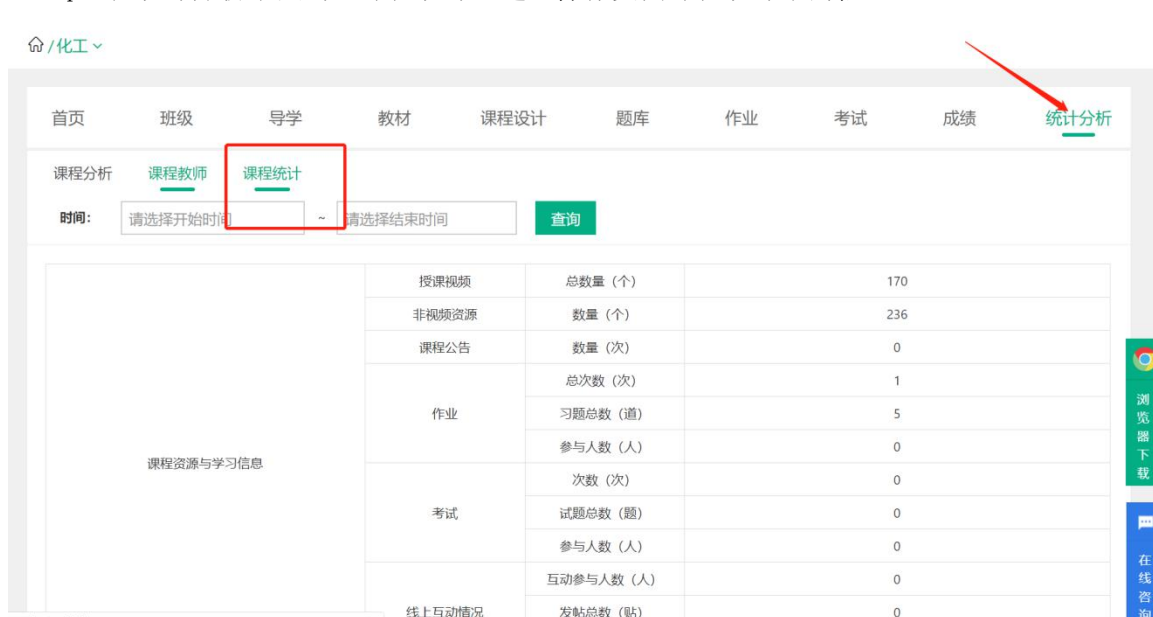 /化工
首页 班级 导学 教材 课程设计 题库 作业 考试 成绩 统计分析
课程分析 课程教师 课程统计
时间: 请选择开始时间 ~ 请选择结束时间 查询
授课视频 总数量（个） 170
非视频资源 数量（个） 236
课程公告 数量（次） 0
总次数（次） 1
作业 习题总数（道） 5
参与人数（人） 0
课程资源与学习信息
次数（次） 0
考试 试题总数（题） 0
参与人数（人） 0
互动参与人数（人） 0
线上互动情况 发帖总数（贴） 0
浏览器下载
在线咨询